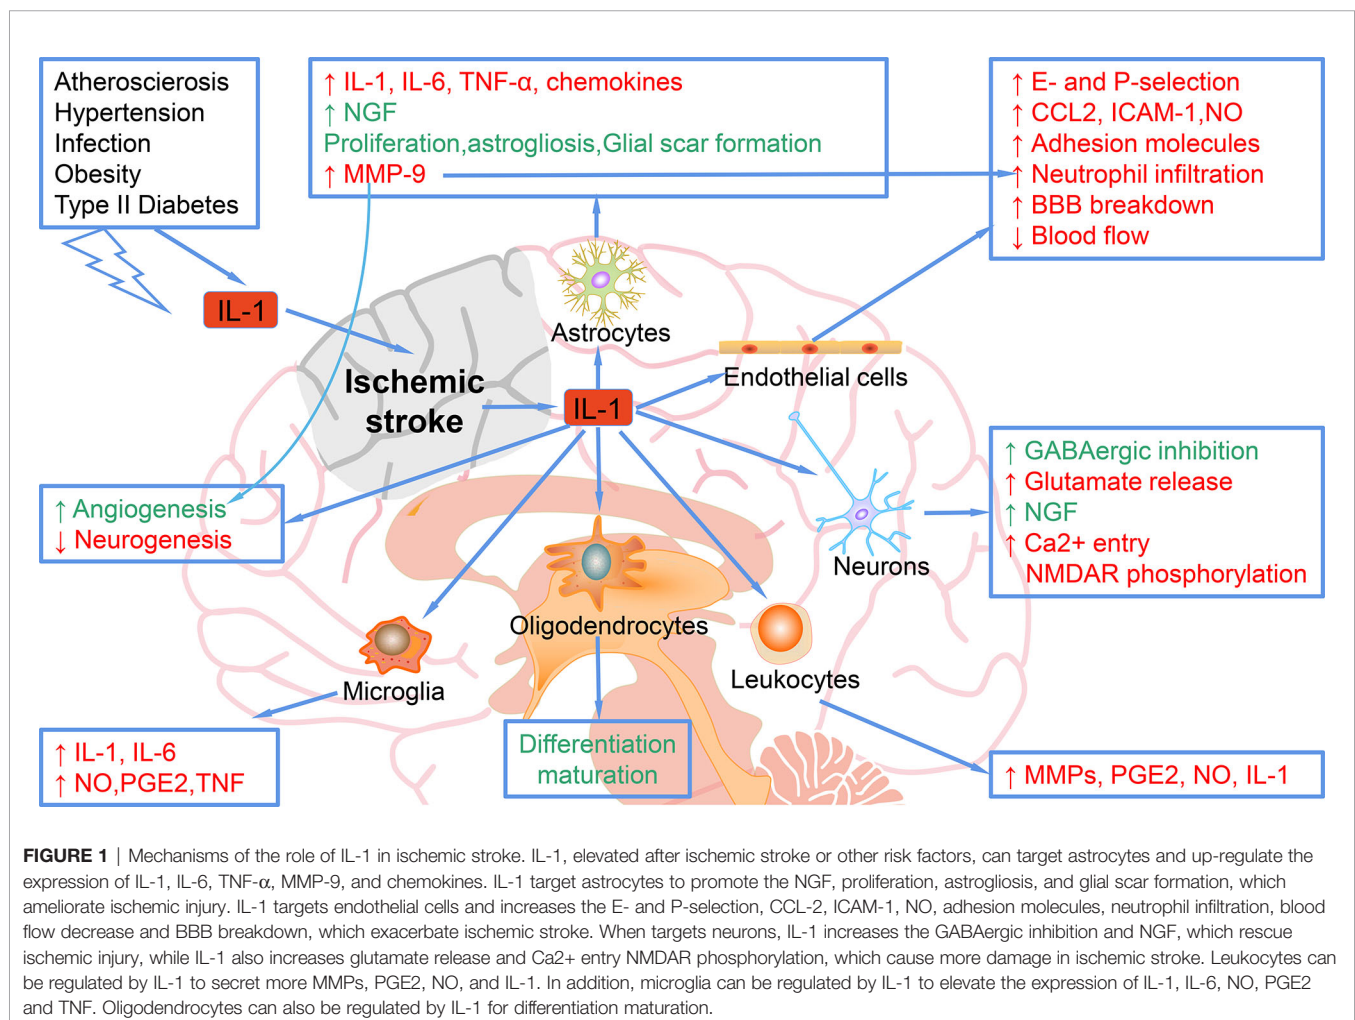 Atheroscierosis
Hypertension
Infection
Obesity
Type II Diabetes
↑ IL-1, IL-6, TNF-α, chemokines
↑ NGF
Proliferation,astrogliosis,Glial scar formation
↑ MMP-9
↑ E- and P-selection
↑ CCL2, ICAM-1,NO
↑ Adhesion molecules
↑ Neutrophil infiltration
↑ BBB breakdown
↓ Blood flow
IL-1
Astrocytes
Endothelial cells
Ischemic
stroke
IL-1
↑ GABAergic inhibition
↑ Glutamate release
↑ NGF
↑ Ca2+ entry
NMDAR phosphorylation
↑ Angiogenesis
↓ Neurogenesis
Neurons
Oligodendrocytes
Leukocytes
Microglia
↑ IL-1, IL-6
↑ NO,PGE2,TNF
Differentiation
maturation
↑ MMPs, PGE2, NO, IL-1
FIGURE 1 | Mechanisms of the role of IL-1 in ischemic stroke. IL-1, elevated after ischemic stroke or other risk factors, can target astrocytes and up-regulate the
expression of IL-1, IL-6, TNF-α, MMP-9, and chemokines. IL-1 target astrocytes to promote the NGF, proliferation, astrogliosis, and glial scar formation, which
ameliorate ischemic injury. IL-1 targets endothelial cells and increases the E- and P-selection, CCL-2, ICAM-1, NO, adhesion molecules, neutrophil infiltration, blood
flow decrease and BBB breakdown, which exacerbate ischemic stroke. When targets neurons, IL-1 increases the GABAergic inhibition and NGF, which rescue
ischemic injury, while IL-1 also increases glutamate release and Ca2+ entry NMDAR phosphorylation, which cause more damage in ischemic stroke. Leukocytes can
be regulated by IL-1 to secret more MMPs, PGE2, NO, and IL-1. In addition, microglia can be regulated by IL-1 to elevate the expression of IL-1, IL-6, NO, PGE2
and TNF. Oligodendrocytes can also be regulated by IL-1 for differentiation maturation.